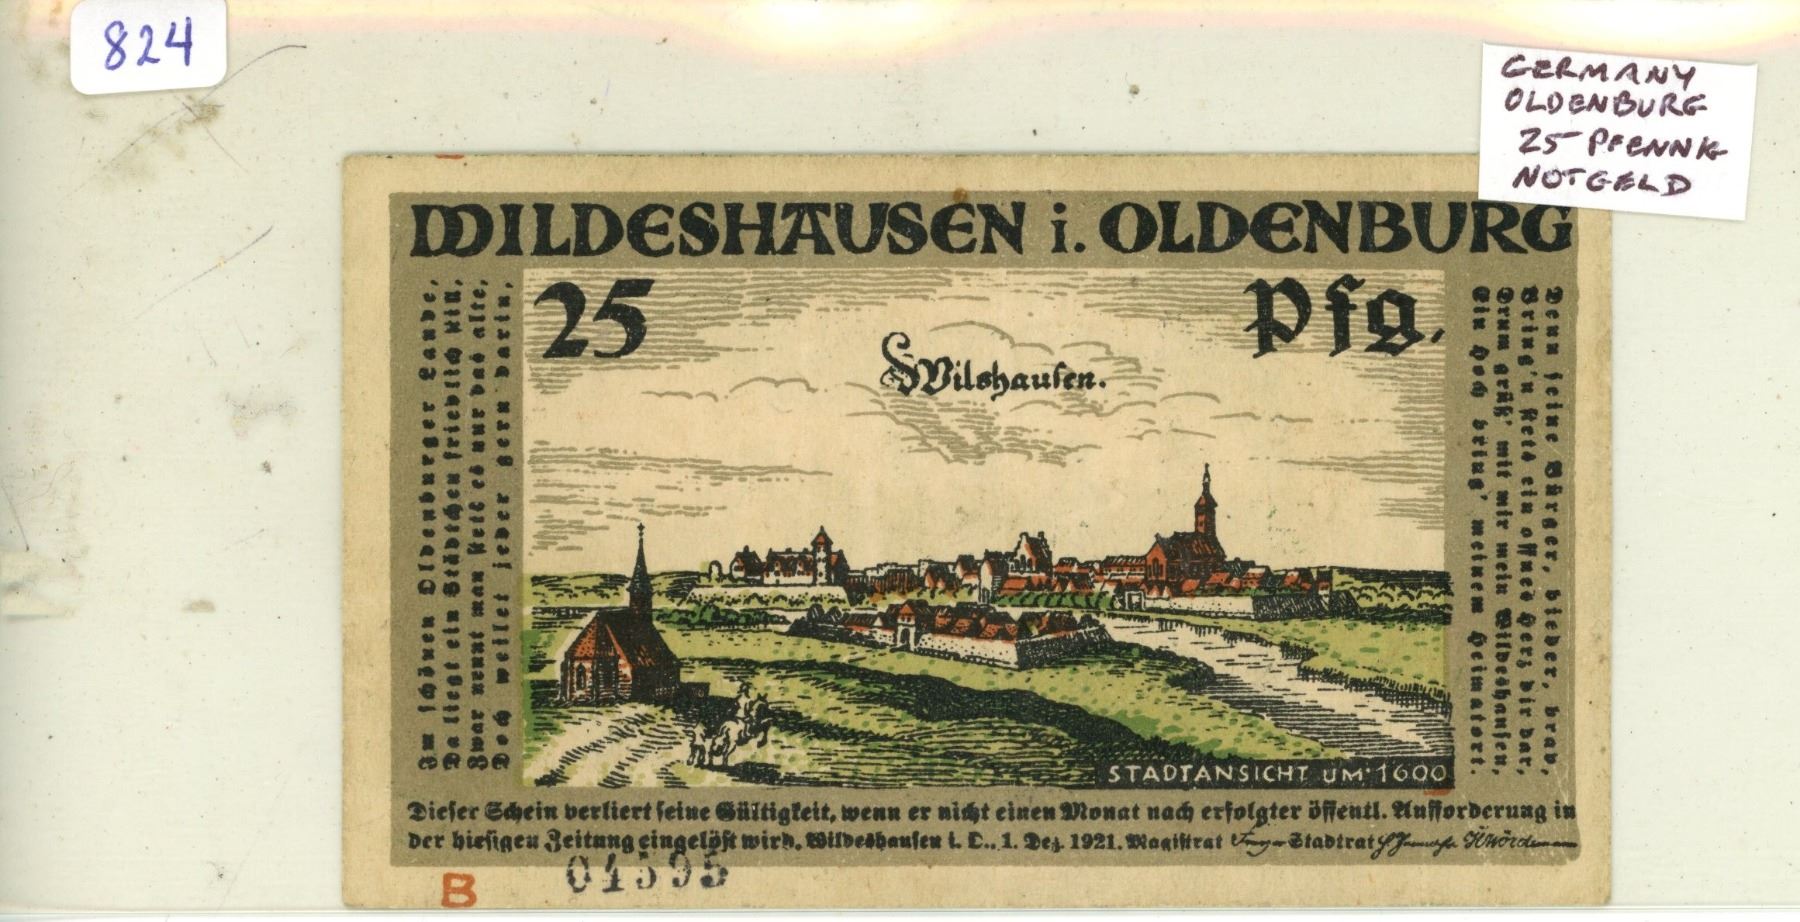 824
GERMANY
OLDENBURG
25 PFENNIG
NOTGELD
WILDESHAUSEN i. OLDENBURG
25 Pfg.
Wilshausen.
Im schönen Oldenburger Lande,
Da liegt ein Städtchen friedlich still,
Zwar nennt man stets es nur das alte,
Doch weilet jeder gern darin,
Denn seine Bürger, bieder, brav,
Bring'n stets ein offnes Herz dir dar,
Drum grüß' mit mir mein Wildeshausen,
Ein Hoch bring' meinem Heimatort.
STADTANSICHT UM 1600
Dieser Schein verliert seine Gültigkeit, wenn er nicht einen Monat nach erfolgter öffentl. Aufforderung in
der hiesigen Zeitung eingelöst wird. Wildeshausen i. O., 1. Dez. 1921. Magistrat Stadtrat
B 04595